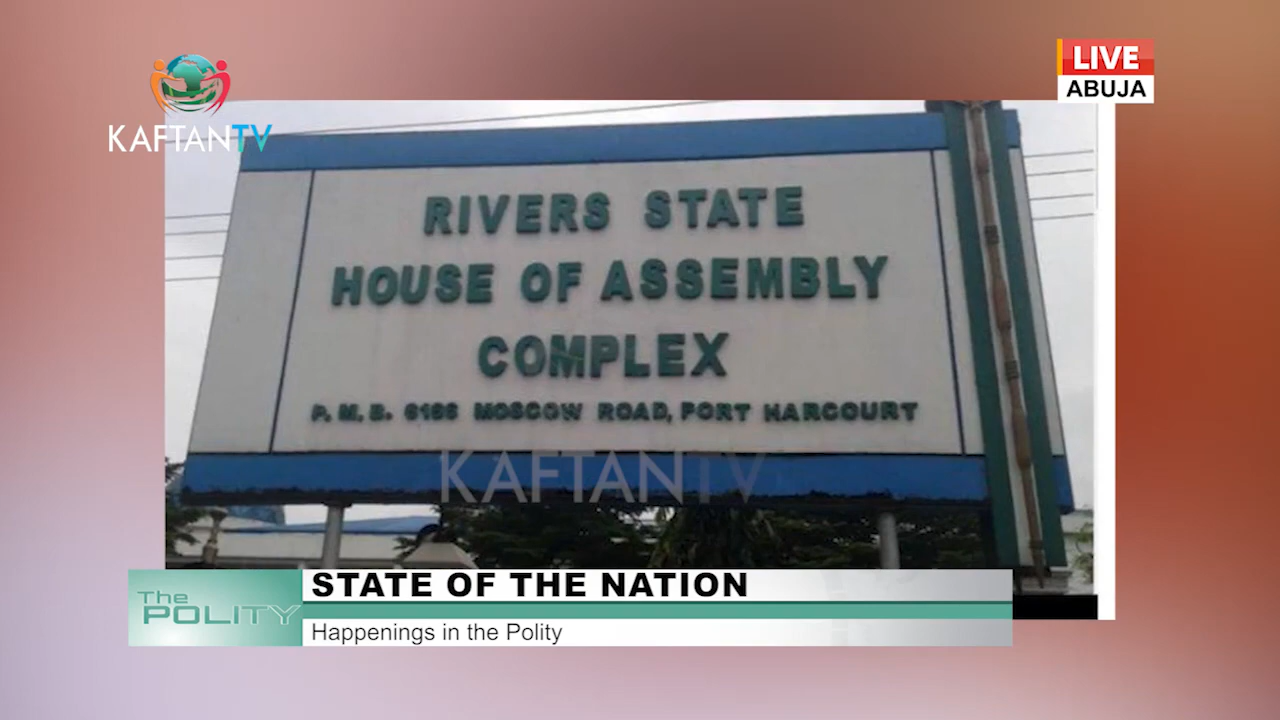 KAFTANTV
LIVE
ABUJA
RIVERS STATE
HOUSE OF ASSEMBLY
COMPLEX
P. M. B. 6166 MOSCOW ROAD, PORT HARCOURT
KAFTANTV
The
POLITY
STATE OF THE NATION
Happenings in the Polity